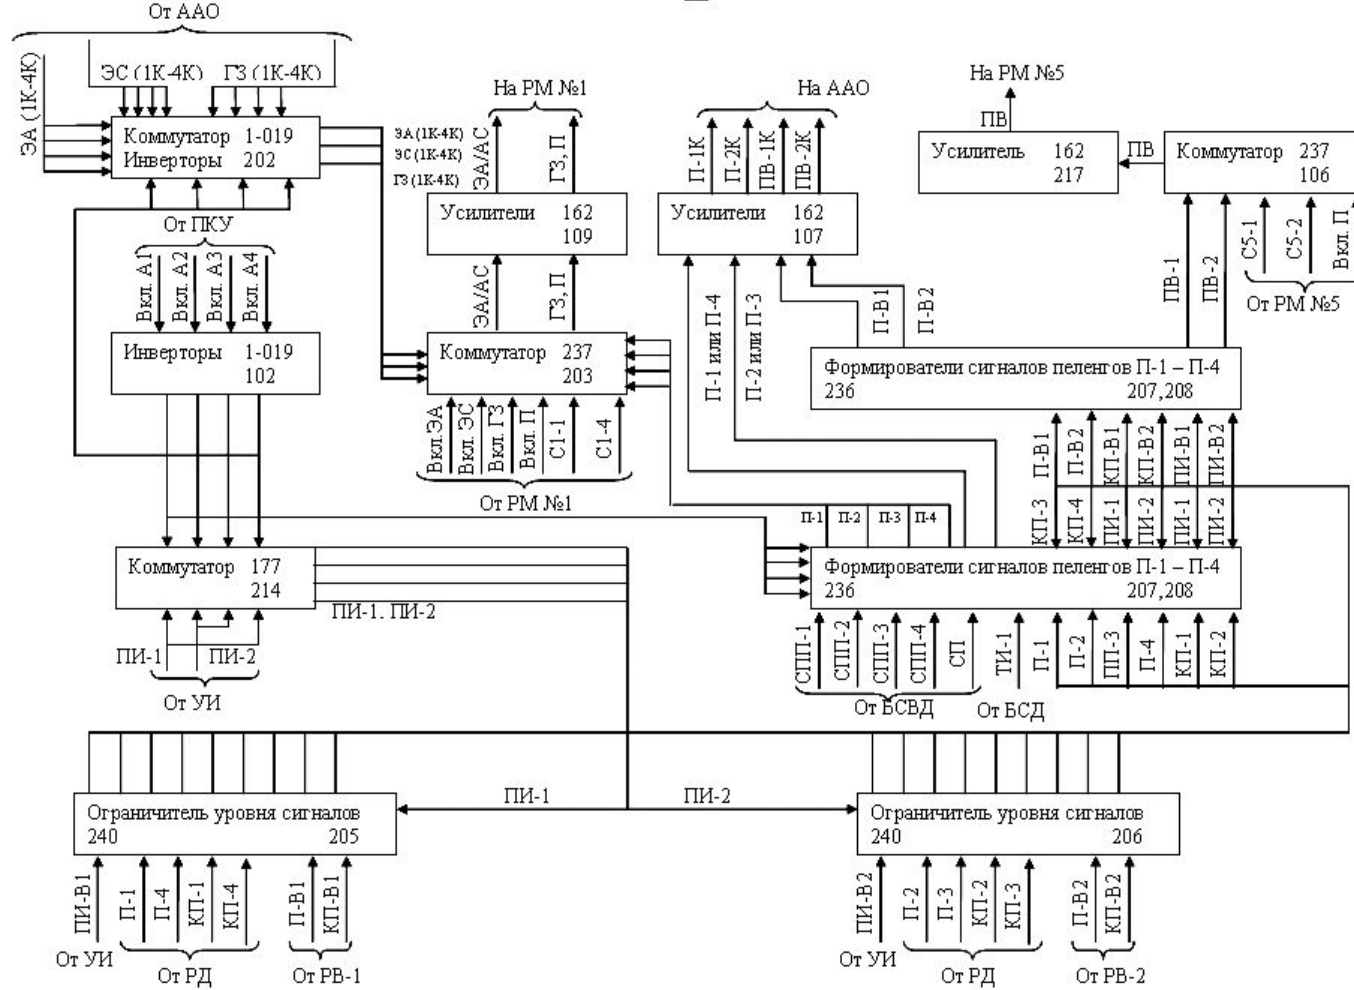 От ААО
ЭА (1К-4К)
ЭС (1К-4К)
ГЗ (1К-4К)
Коммутатор 1-019
Инверторы 202
ЭА (1К-4К)
ЭС (1К-4К)
ГЗ (1К-4К)
От ПКУ
Вкл. А1
Вкл. А2
Вкл. А3
Вкл. А4
Инверторы 1-019
102
На РМ №1
ЭА/АС
ГЗ, П
Усилители 162
109
ЭА/АС
ГЗ, П
Коммутатор 237
203
Вкл.ЭА
Вкл. ЭС
Вкл. ГЗ
Вкл. П
С1-1
С1-4
От РМ №1
На ААО
П-1К
П-2К
ПВ-1К
ПВ-2К
Усилители 162
107
П-1 или П-4
П-2 или П-3
П-В1
П-В2
На РМ №5
ПВ
Усилитель 162
217
ПВ
Коммутатор 237
106
ПВ-1
ПВ-2
С5-1
С5-2
Вкл. П
От РМ №5
Формирователи сигналов пеленгов П-1 – П-4
236 207,208
П-В1
П-В2
КП-В1
КП-В2
ПИ-В1
ПИ-В2
КП-3
КП-4
ПИ-1
ПИ-2
ПИ-1
ПИ-2
П-1
П-2
П-3
П-4
Формирователи сигналов пеленгов П-1 – П-4
236 207,208
СПП-1
СПП-2
СПП-3
СПП-4
СП
ТИ-1
П-1
П-2
ПП-3
П-4
КП-1
КП-2
От БСВД
От БСД
Коммутатор 177
214
ПИ-1. ПИ-2
ПИ-1
ПИ-2
От УИ
ПИ-1
ПИ-2
Ограничитель уровня сигналов
240 205
ПИ-В1
П-1
П-4
КП-1
КП-4
П-В1
КП-В1
От УИ
От РД
От РВ-1
Ограничитель уровня сигналов
240 206
ПИ-В2
П-2
П-3
КП-2
КП-3
П-В2
КП-В2
От УИ
От РД
От РВ-2